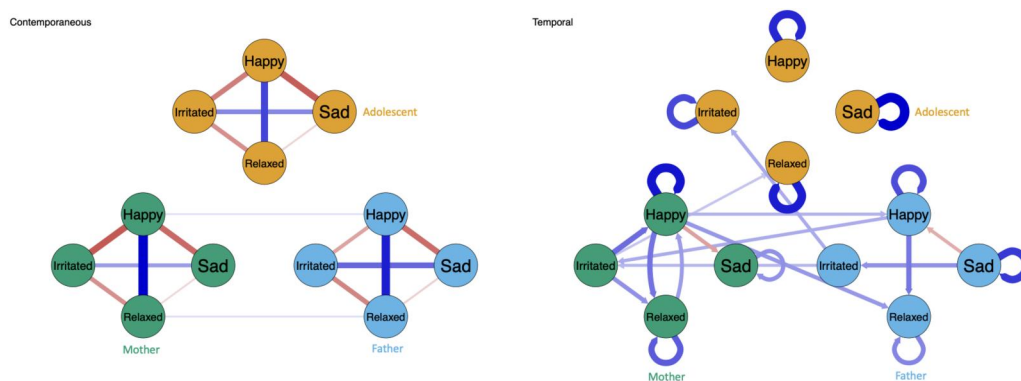 Contemporaneous
Happy
Irritated
Sad
Adolescent
Relaxed
Happy
Irritated
Sad
Relaxed
Mother
Happy
Irritated
Sad
Relaxed
Father
Temporal
Happy
Irritated
Sad
Adolescent
Relaxed
Happy
Irritated
Sad
Relaxed
Mother
Happy
Irritated
Sad
Relaxed
Father